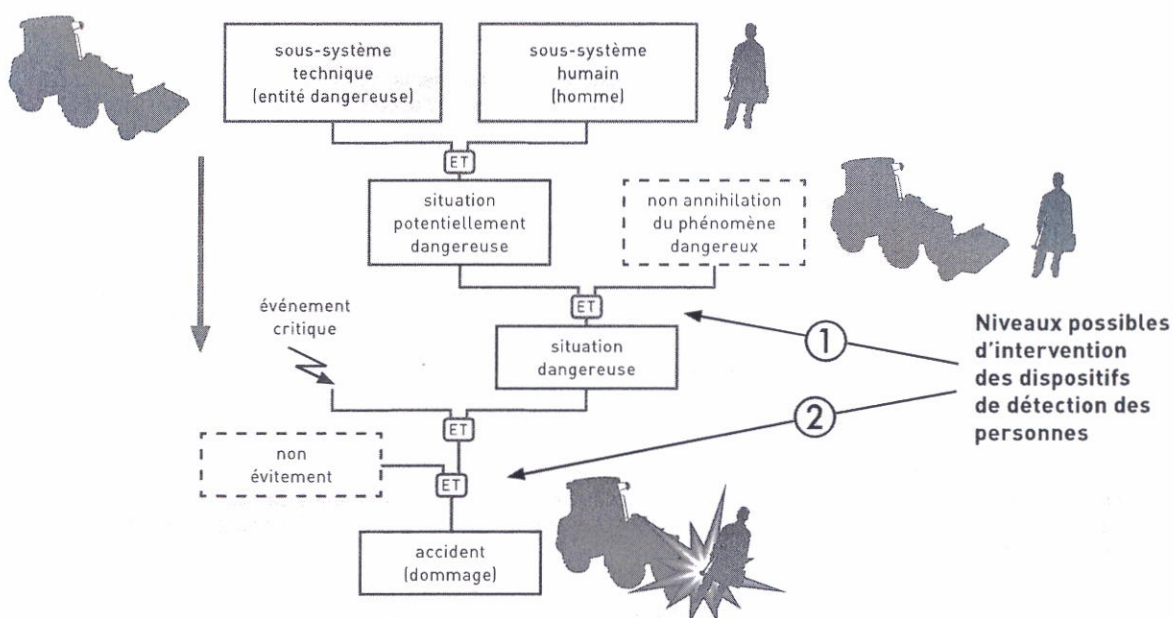 sous-système
technique
(entité dangereuse)
sous-système
humain
(homme)
ET
situation
potentiellement
dangereuse
non annihilation
du phénomène
dangereux
ET
événement
critique
situation
dangereuse
1
Niveaux possibles
d'intervention
des dispositifs
de détection des
personnes
2
ET
non
évitement
ET
accident
(dommage)